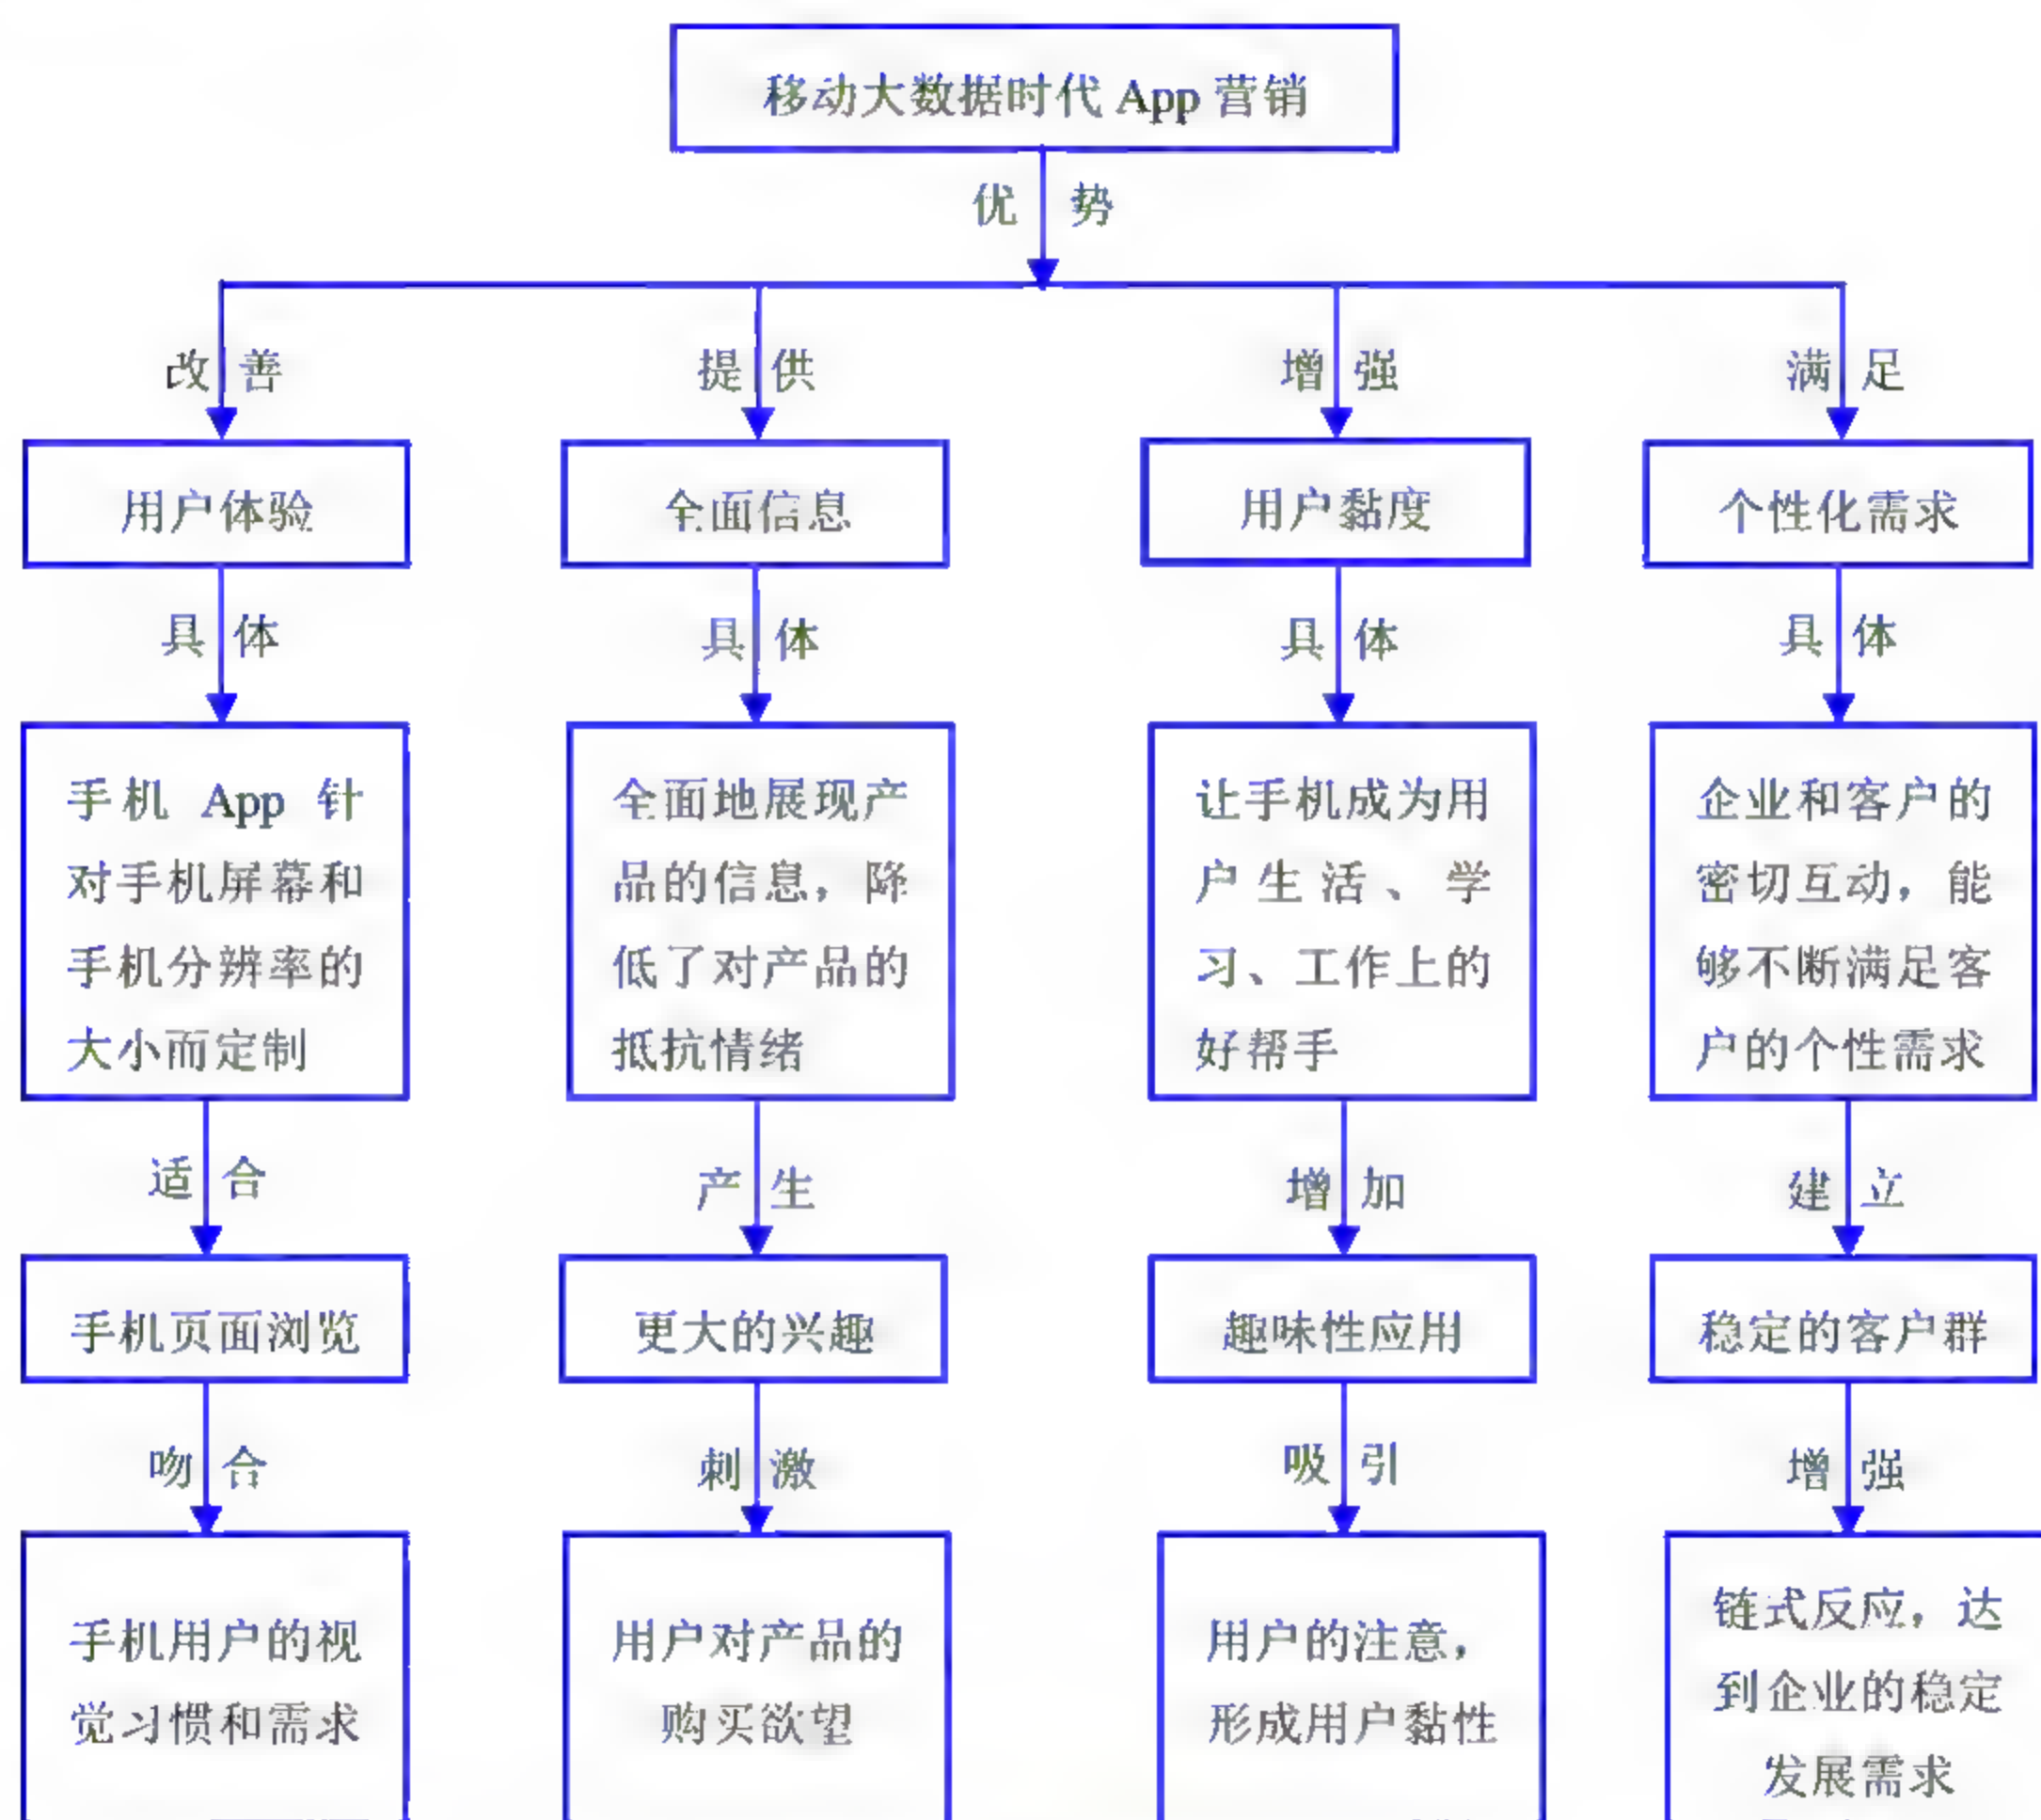 移动大数据时代 App 营销
优 势
改 善
提 供
增 强
满 足
用户体验
全面信息
用户黏度
个性化需求
具 体
具 体
具 体
具 体
手机 App 针
对手机屏幕和
手机分辨率的
大小而定制
全面地展现产
品的信息，降
低了对产品的
抵抗情绪
让手机成为用
户生活、学
习、工作上的
好帮手
企业和客户的
密切互动，能
够不断满足客
户的个性需求
适 合
产 生
增 加
建 立
手机页面浏览
更大的兴趣
趣味性应用
稳定的客户群
吻 合
刺 激
吸 引
增 强
手机用户的视
觉习惯和需求
用户对产品的
购买欲望
用户的注意，
形成用户黏性
链式反应，达
到企业的稳定
发展需求